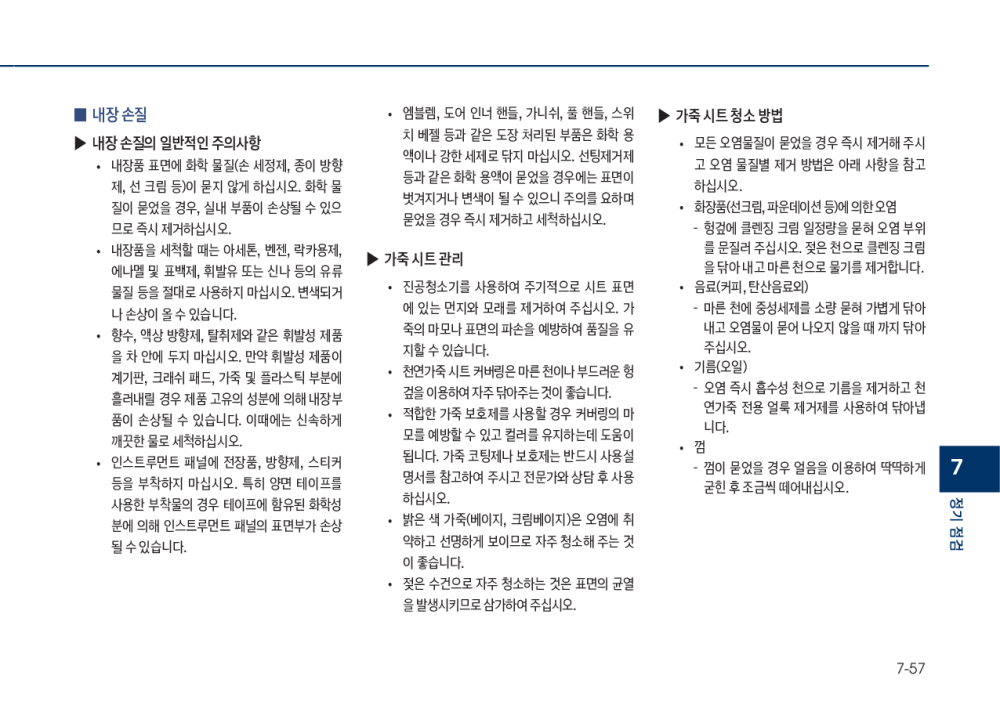 ■ 내장 손질
▶ 내장 손질의 일반적인 주의사항
• 내장품 표면에 화학 물질(손 세정제, 종이 방향
제, 선 크림 등)이 묻지 않게 하십시오. 화학 물
질이 묻었을 경우, 실내 부품이 손상될 수 있으
므로 즉시 제거하십시오.
• 내장품을 세척할 때는 아세톤, 벤젠, 락카용제,
에나멜 및 표백제, 휘발유 또는 신나 등의 유류
물질 등을 절대로 사용하지 마십시오. 변색되거
나 손상이 올 수 있습니다.
• 향수, 액상 방향제, 탈취제와 같은 휘발성 제품
을 차 안에 두지 마십시오. 만약 휘발성 제품이
계기판, 크래쉬 패드, 가죽 및 플라스틱 부분에
흘러내릴 경우 제품 고유의 성분에 의해 내장부
품이 손상될 수 있습니다. 이때에는 신속하게
깨끗한 물로 세척하십시오.
• 인스트루먼트 패널에 전장품, 방향제, 스티커
등을 부착하지 마십시오. 특히 양면 테이프를
사용한 부착물의 경우 테이프에 함유된 화학성
분에 의해 인스트루먼트 패널의 표면부가 손상
될 수 있습니다.
• 엠블렘, 도어 인너 핸들, 가니쉬, 풀 핸들, 스위
치 베젤 등과 같은 도장 처리된 부품은 화학 용
액이나 강한 세제로 닦지 마십시오. 선팅제거제
등과 같은 화학 용액이 묻었을 경우에는 표면이
벗겨지거나 변색이 될 수 있으니 주의를 요하며
묻었을 경우 즉시 제거하고 세척하십시오.
▶ 가죽 시트 관리
• 진공청소기를 사용하여 주기적으로 시트 표면
에 있는 먼지와 모래를 제거하여 주십시오. 가
죽의 마모나 표면의 파손을 예방하여 품질을 유
지할 수 있습니다.
• 천연가죽 시트 커버링은 마른 천이나 부드러운 헝
겊을 이용하여 자주 닦아주는 것이 좋습니다.
• 적합한 가죽 보호제를 사용할 경우 커버링의 마
모를 예방할 수 있고 컬러를 유지하는데 도움이
됩니다. 가죽 코팅제나 보호제는 반드시 사용설
명서를 참고하여 주시고 전문가와 상담 후 사용
하십시오.
• 밝은 색 가죽(베이지, 크림베이지)은 오염에 취
약하고 선명하게 보이므로 자주 청소해 주는 것
이 좋습니다.
• 젖은 수건으로 자주 청소하는 것은 표면의 균열
을 발생시키므로 삼가하여 주십시오.
▶ 가죽 시트 청소 방법
• 모든 오염물질이 묻었을 경우 즉시 제거해 주시
고 오염 물질별 제거 방법은 아래 사항을 참고
하십시오.
• 화장품(선크림, 파운데이션 등)에 의한 오염
- 헝겊에 클렌징 크림 일정량을 묻혀 오염 부위
를 문질러 주십시오. 젖은 천으로 클렌징 크림
을 닦아 내고 마른 천으로 물기를 제거합니다.
• 음료(커피, 탄산음료외)
- 마른 천에 중성세제를 소량 묻혀 가볍게 닦아
내고 오염물이 묻어 나오지 않을 때 까지 닦아
주십시오.
• 기름(오일)
- 오염 즉시 흡수성 천으로 기름을 제거하고 천
연가죽 전용 얼룩 제거제를 사용하여 닦아냅
니다.
• 껌
- 껌이 묻었을 경우 얼음을 이용하여 딱딱하게
굳힌 후 조금씩 떼어내십시오.
7
정기 점검
7-57